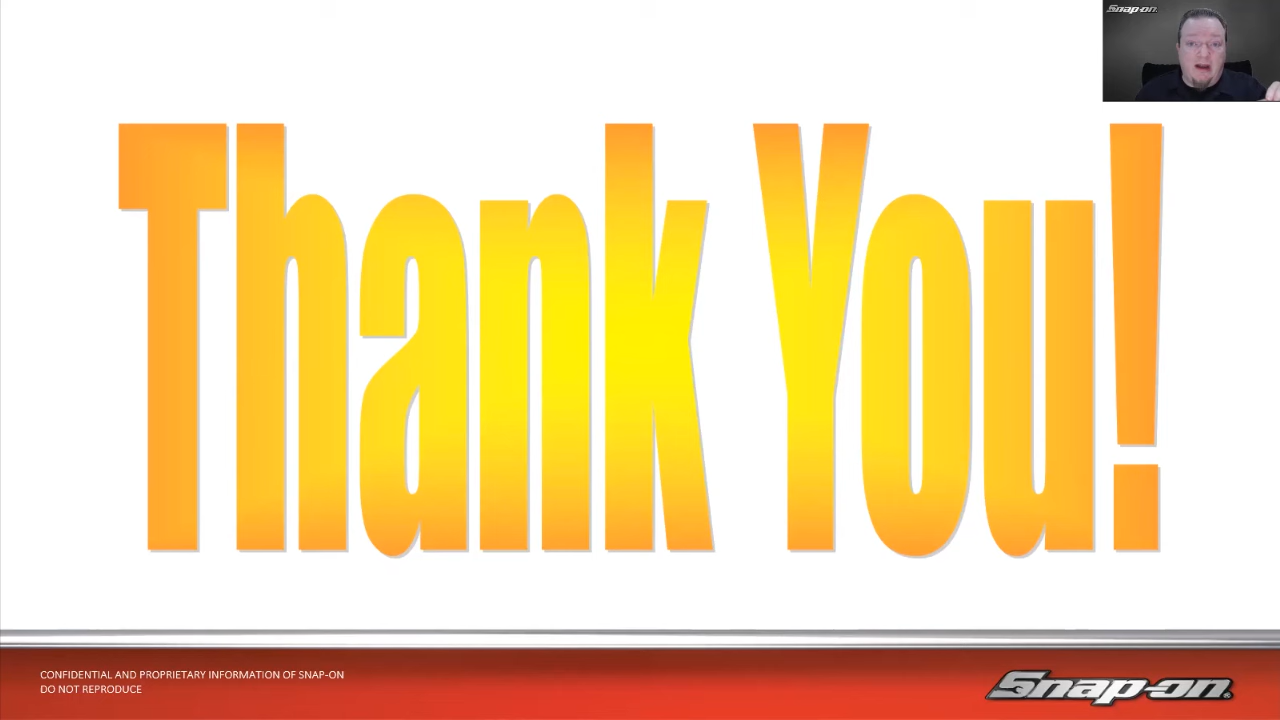 Snap-on
Thank You!
CONFIDENTIAL AND PROPRIETARY INFORMATION OF SNAP-ON
DO NOT REPRODUCE
Snap-on®